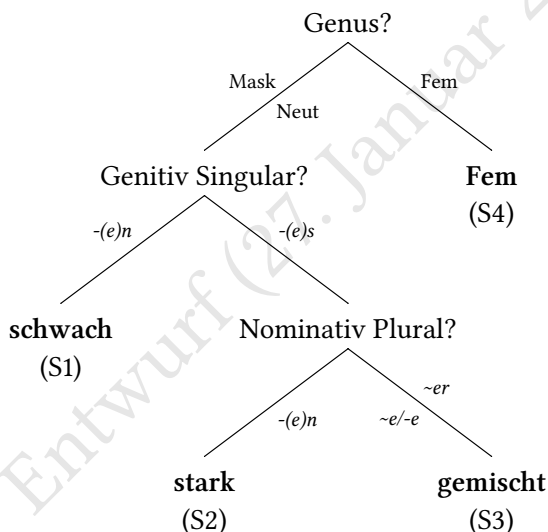 Genus?
Mask
Neut
Fem
Genitiv Singular?
Fem
(S4)
-(e)n
-(e)s
schwach
(S1)
Nominativ Plural?
-(e)n
~e/-e
~er
stark
(S2)
gemischt
(S3)
Entwurf (27. Januar 2